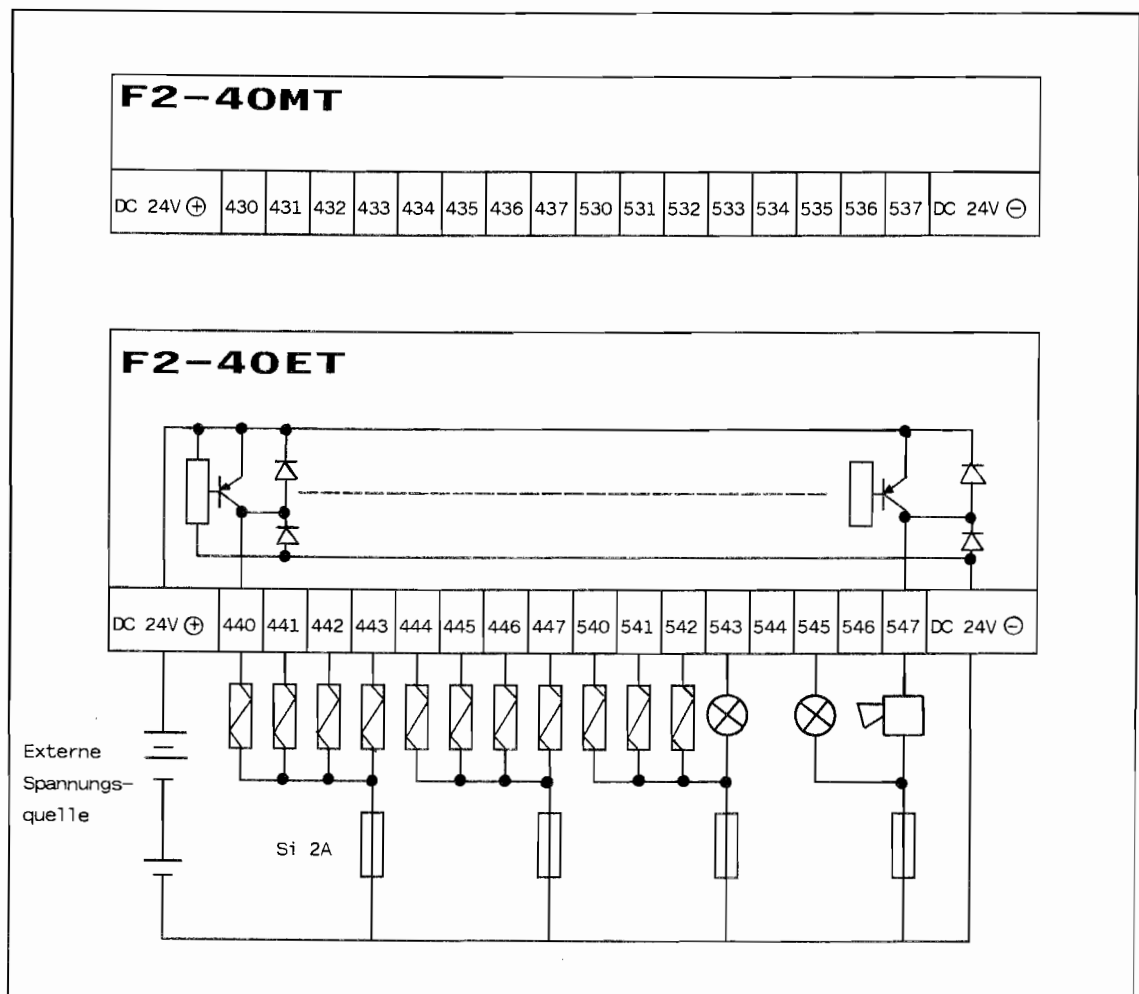 F2-40MT
DC 24V ⊕ 430 431 432 433 434 435 436 437 530 531 532 533 534 535 536 537 DC 24V ⊖
F2-40ET
DC 24V ⊕ 440 441 442 443 444 445 446 447 540 541 542 543 544 545 546 547 DC 24V ⊖
Externe
Spannungs-
quelle
Si 2A